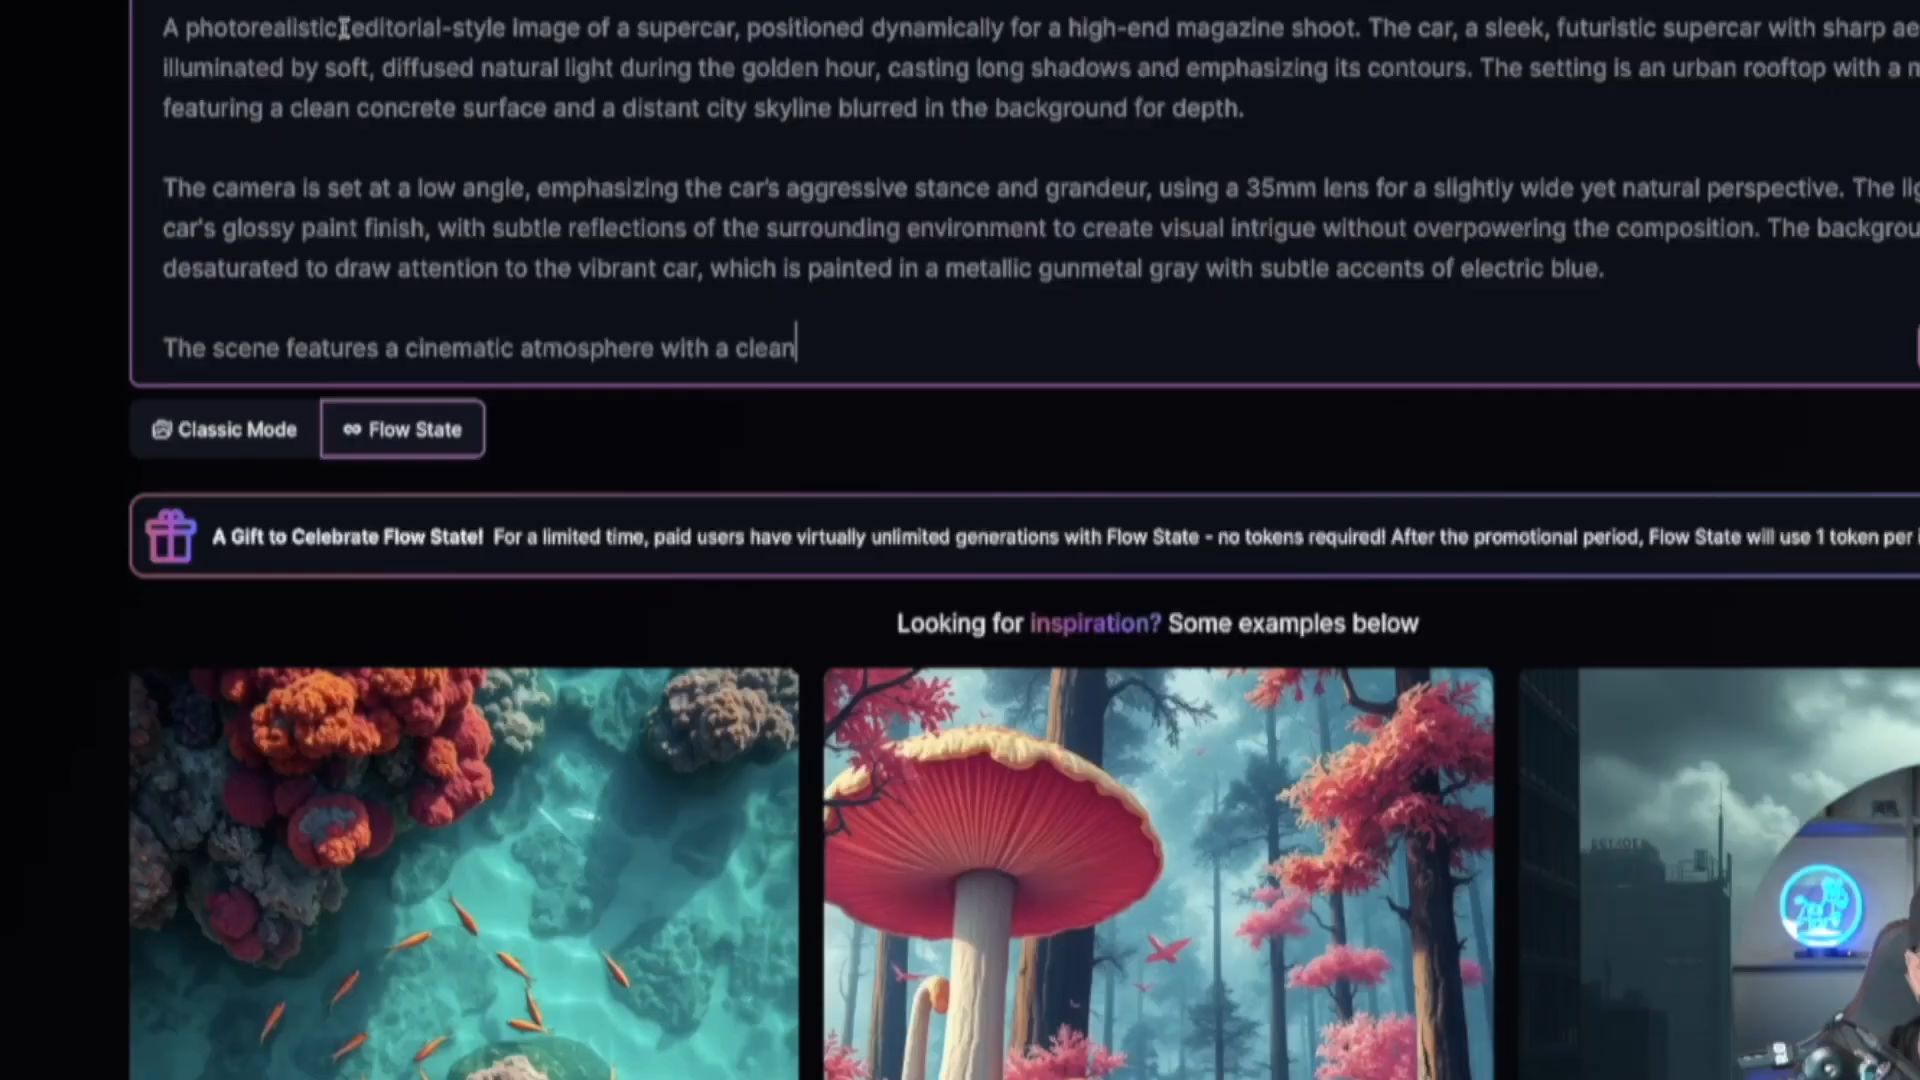 A photorealistic editorial-style image of a supercar, positioned dynamically for a high-end magazine shoot. The car, a sleek, futuristic supercar with sharp ae
illuminated by soft, diffused natural light during the golden hour, casting long shadows and emphasizing its contours. The setting is an urban rooftop with a
featuring a clean concrete surface and a distant city skyline blurred in the background for depth.
The camera is set at a low angle, emphasizing the car's aggressive stance and grandeur, using a 35mm lens for a slightly wide yet natural perspective. The lig
car's glossy paint finish, with subtle reflections of the surrounding environment to create visual intrigue without overpowering the composition. The backgrou
desaturated to draw attention to the vibrant car, which is painted in a metallic gunmetal gray with subtle accents of electric blue.
The scene features a cinematic atmosphere with a clean
Classic Mode
Flow State
A Gift to Celebrate Flow State! For a limited time, paid users have virtually unlimited generations with Flow State - no tokens required! After the promotional period, Flow State will use 1 token per i
Looking for inspiration? Some examples below